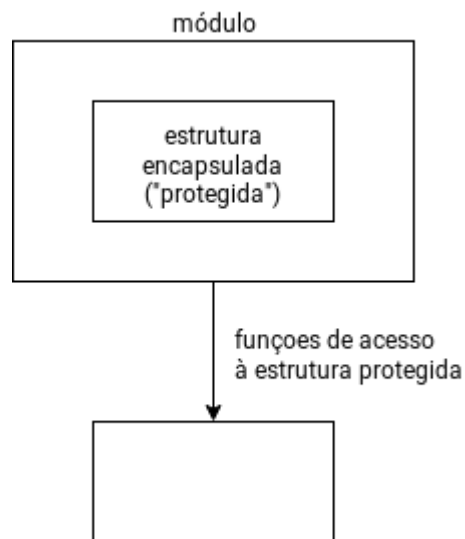 módulo
estrutura
encapsulada
("protegida")
funçoes de acesso
à estrutura protegida